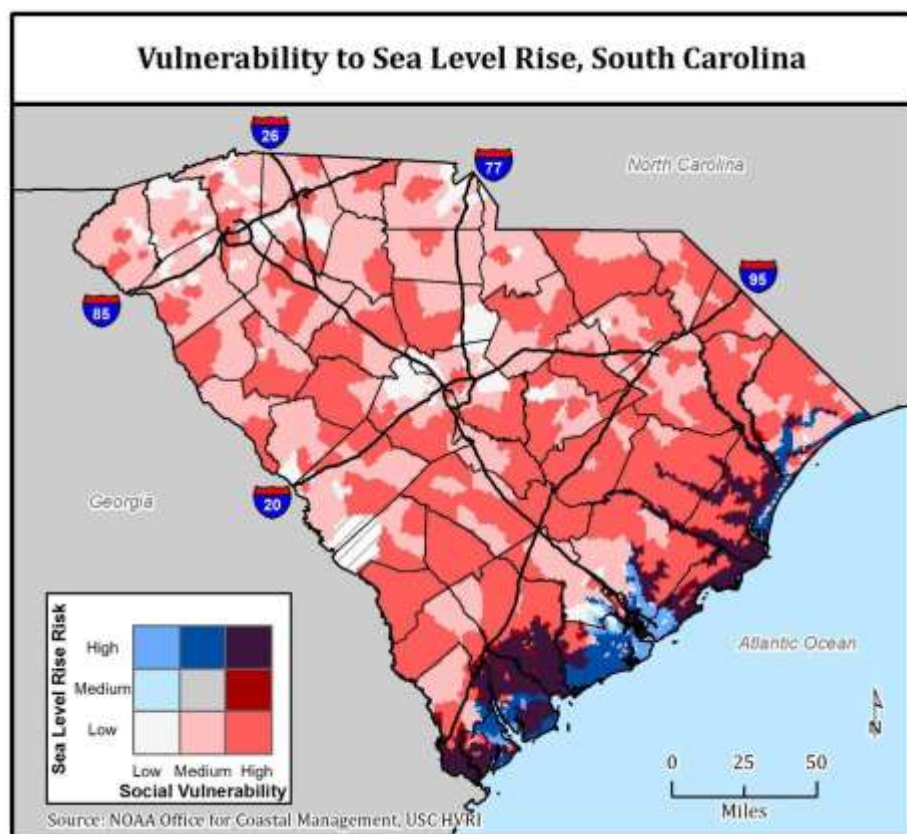 Vulnerability to Sea Level Rise, South Carolina
26
77
North Carolina
95
85
20
Georgia
Atlantic Ocean
Sea Level Rise Risk
High
Medium
Low
Low Medium High
Social Vulnerability
N
0 25 50
Miles
Source: NOAA Office for Coastal Management, USC HVRI